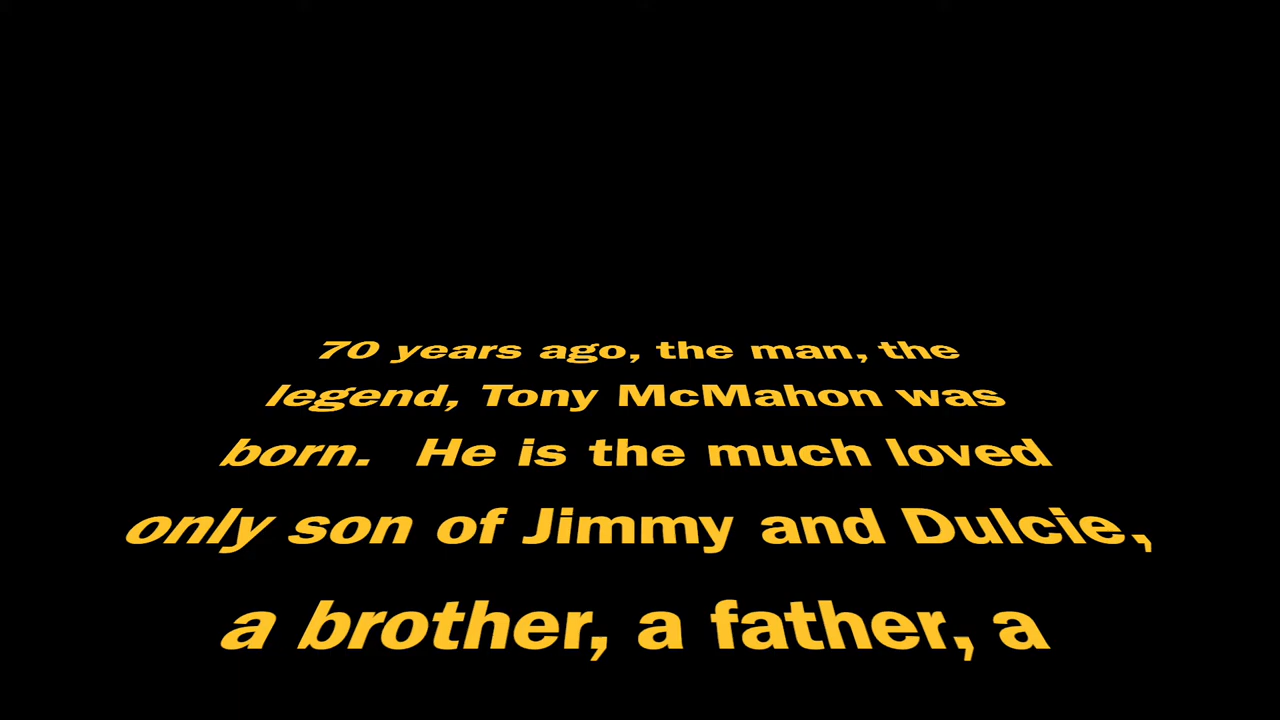 70 years ago, the man, the
legend, Tony McMahon was
born.  He is the much loved
only son of Jimmy and Dulcie,
a brother, a father, a